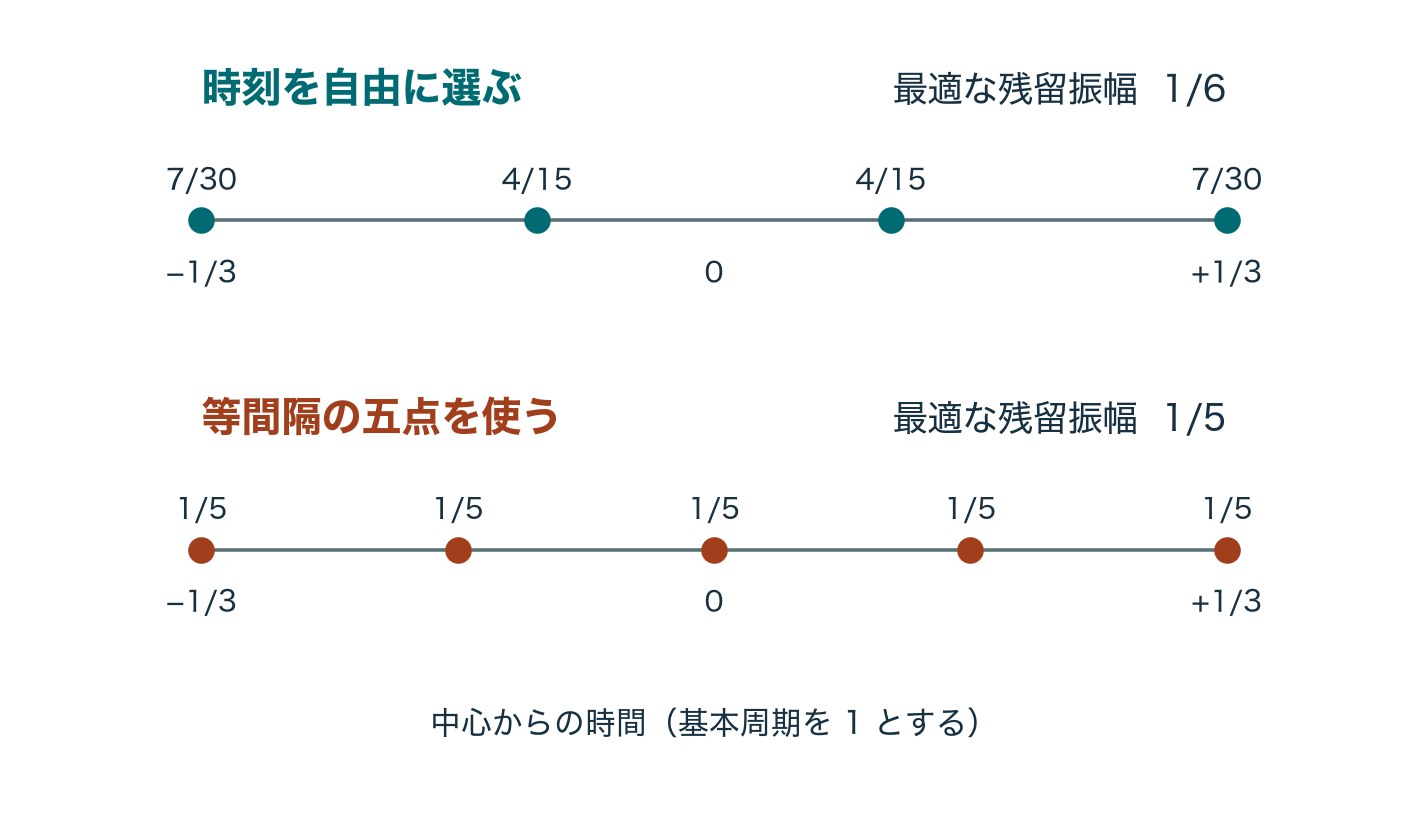 時刻を自由に選ぶ 最適な残留振幅 1/6
7/30 4/15 4/15 7/30
−1/3 0 +1/3
等間隔の五点を使う 最適な残留振幅 1/5
1/5 1/5 1/5 1/5 1/5
−1/3 0 +1/3
中心からの時間（基本周期を 1 とする）